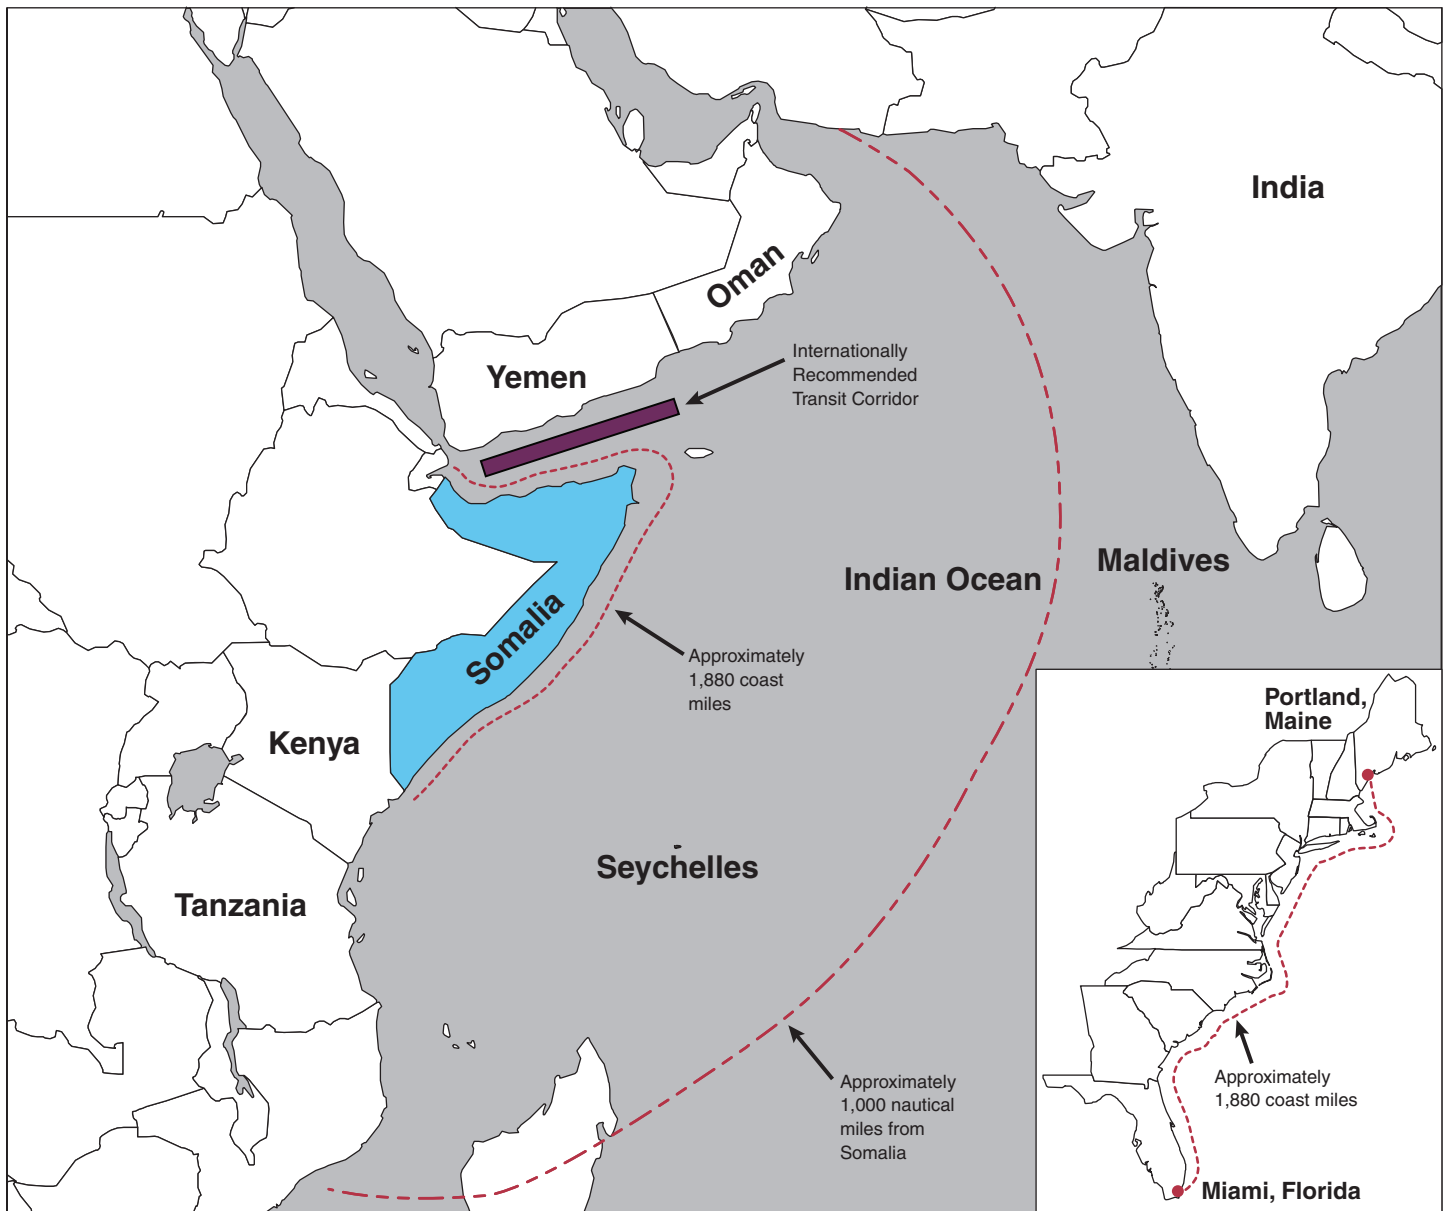 India
Oman
Internationally
Recommended
Transit Corridor
Yemen
Maldives
Indian Ocean
Somalia
Approximately
1,880 coast
miles
Kenya
Seychelles
Tanzania
Approximately
1,000 nautical
miles from
Somalia
Portland,
Maine
Approximately
1,880 coast miles
Miami, Florida